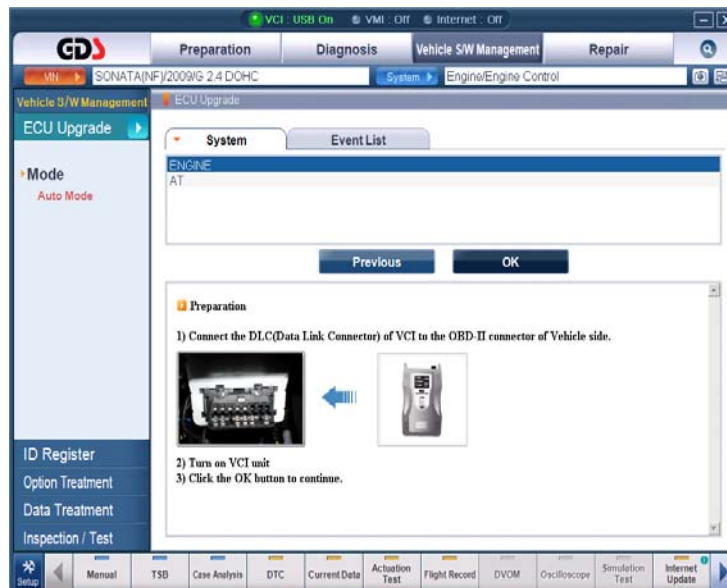 VCI : USB On VMI : Off Internet : Off
GDS Preparation Diagnosis Vehicle S/W Management Repair
VIN SONATA(NF)/2009/G 2.4 DOHC System Engine/Engine Control
Vehicle S/W Management ECU Upgrade
ECU Upgrade
System Event List
Mode
Auto Mode
ENGINE
AT
Previous OK
Preparation
1) Connect the DLC(Data Link Connector) of VCI to the OBD-II connector of Vehicle side.
2) Turn on VCI unit
3) Click the OK button to continue.
ID Register
Option Treatment
Data Treatment
Inspection / Test
Setup Manual TSB Case Analysis DTC Current Data Actuation Test Flight Record DVOM Oscilloscope Simulation Test Internet Update